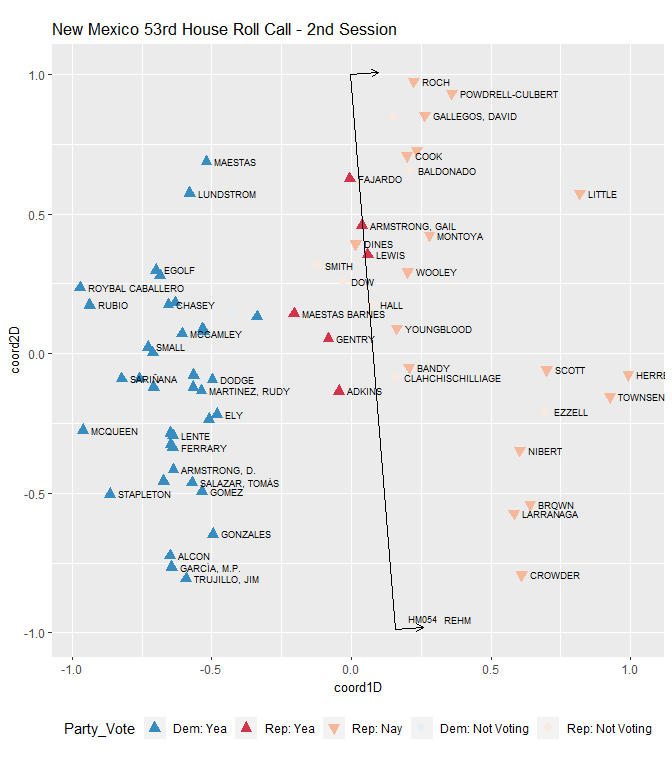 New Mexico 53rd House Roll Call - 2nd Session
1.0
ROCH
POWDRELL-CULBERT
GALLEGOS, DAVID
COOK
MAESTAS
BALDONADO
FAJARDO
LUNDSTROM
LITTLE
0.5
ARMSTRONG, GAIL
MONTOYA
DINES
LEWIS
SMITH
EGOLF
WOOLEY
DOW
ROYBAL CABALLERO
RUBIO
CHASEY
HALL
MAESTAS BARNES
YOUNGBLOOD
MCCAMLEY
GENTRY
coord2D
0.0
SMALL
BANDY
SCOTT
HERRE
SARIÑANA
DODGE
CLAHCHISCHILLIAGE
MARTINEZ, RUDY
ADKINS
TOWNSEN
ELY
EZZELL
MCQUEEN
LENTE
FERRARY
NIBERT
ARMSTRONG, D.
SALAZAR, TOMÁS
-0.5
STAPLETON
GOMEZ
BROWN
LARRANAGA
GONZALES
ALCON
GARCÍA, M.P.
TRUJILLO, JIM
CROWDER
HM054
REHM
-1.0
-1.0 -0.5 0.0 0.5 1.0
coord1D
Party_Vote Dem: Yea Rep: Yea Rep: Nay Dem: Not Voting Rep: Not Voting